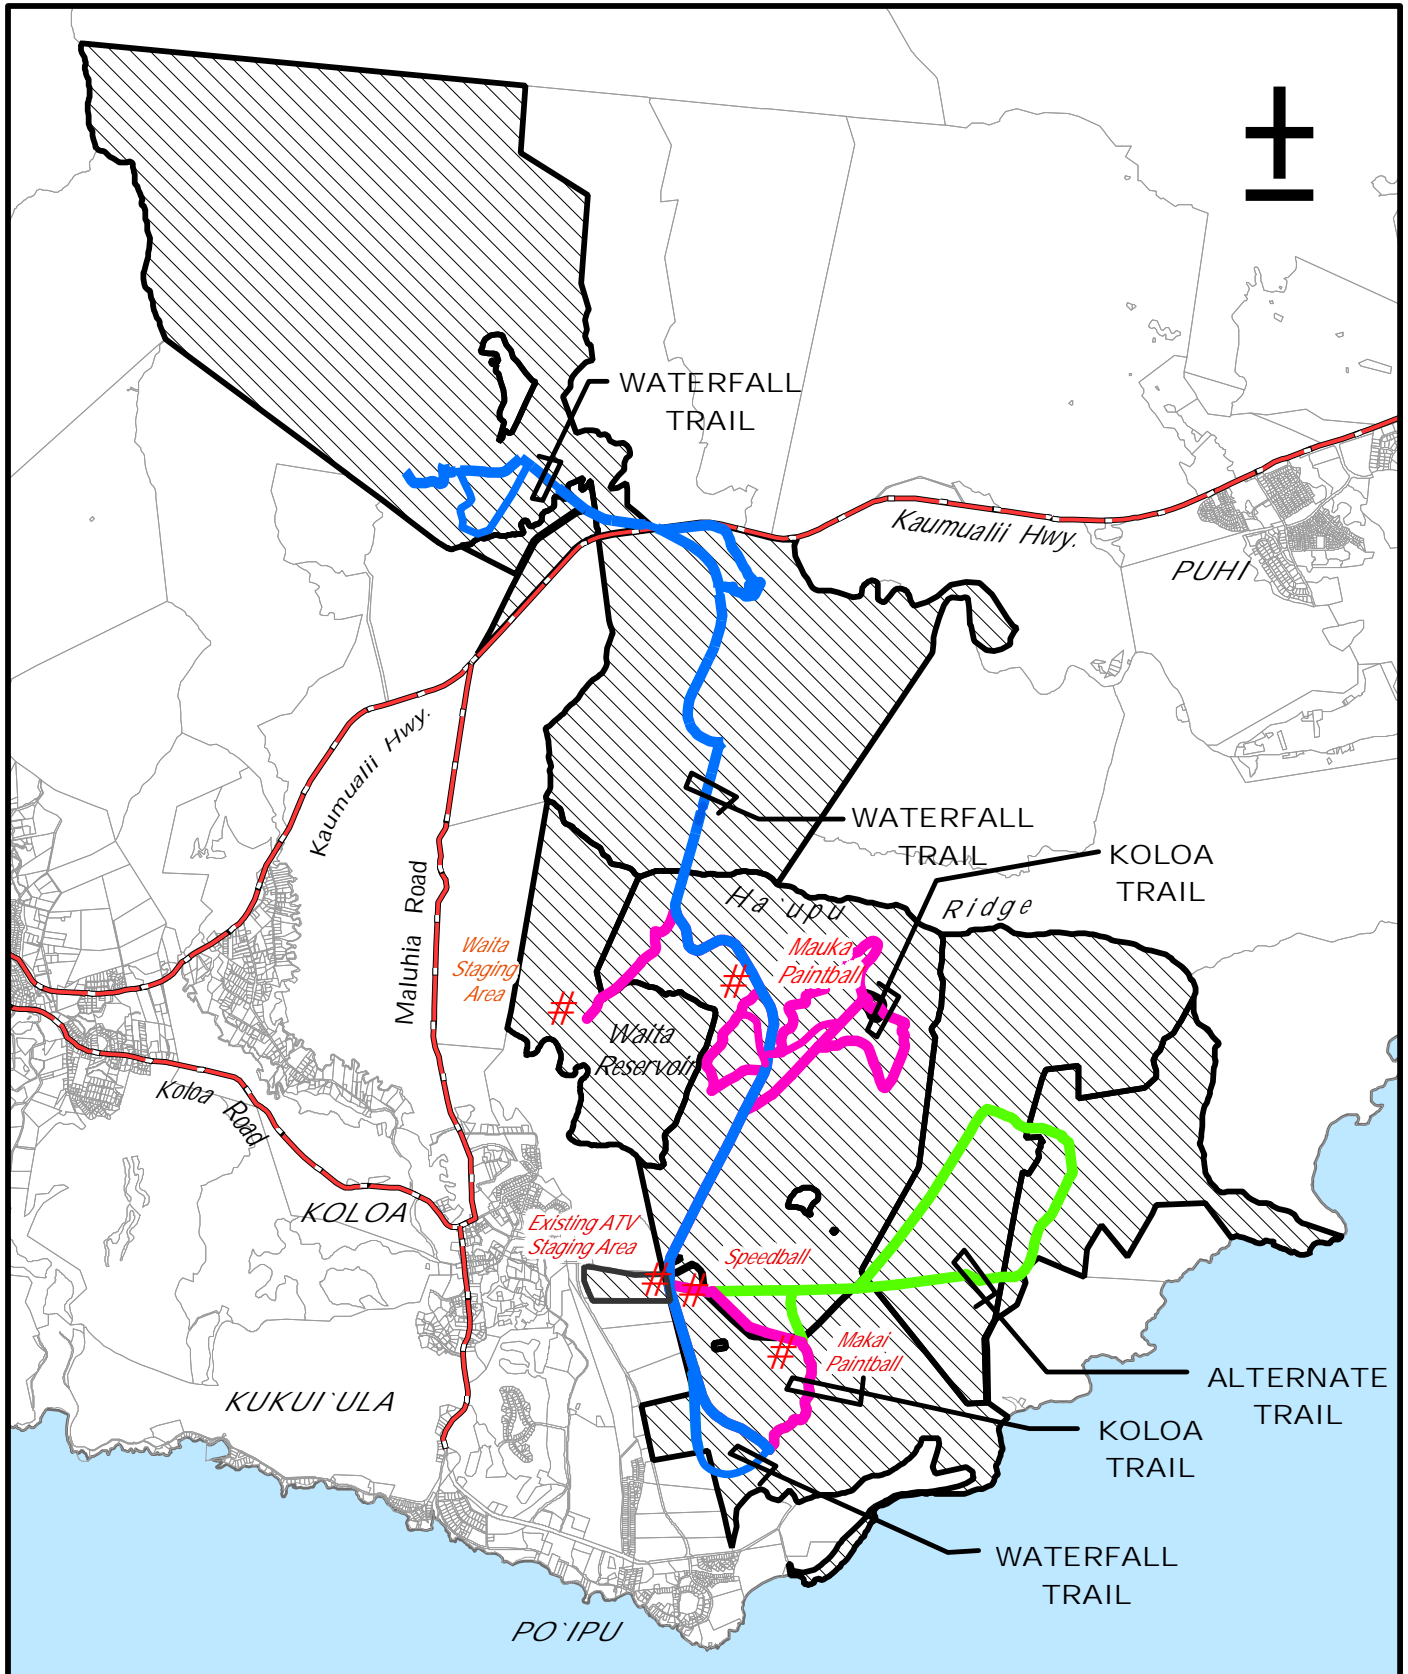 WATERFALL
TRAIL
Kaumualii Hwy.
PUHI
Kaumualii Hwy.
WATERFALL
TRAIL
KOLOA
TRAIL
Ha`upu Ridge
Maluhia Road
Waita
Staging
Area
#
#
Mauka
Paintball
Waita
Reservoir
Koloa Road
KOLOA
Existing ATV
Staging Area
Speedball
#
#
#
Makai
Paintball
KUKUI`ULA
ALTERNATE
TRAIL
KOLOA
TRAIL
WATERFALL
TRAIL
PO`IPU